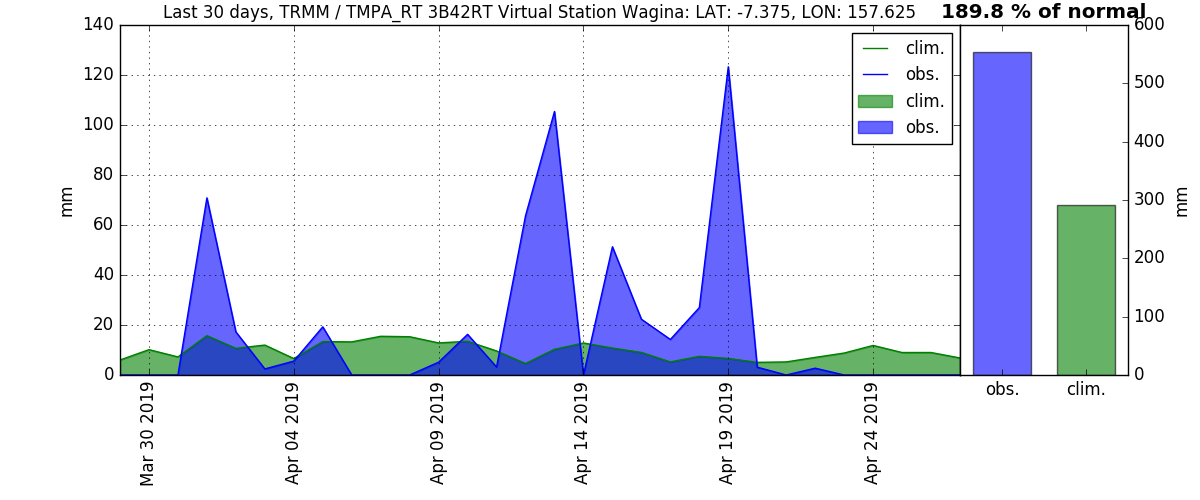 Last 30 days, TRMM / TMPA_RT 3B42RT Virtual Station Wagina: LAT: -7.375, LON: 157.625
189.8 % of normal
140
120
100
80
60
40
20
0
mm
clim.
obs.
clim.
obs.
600
500
400
300
200
100
0
mm
Mar 30 2019
Apr 04 2019
Apr 09 2019
Apr 14 2019
Apr 19 2019
Apr 24 2019
obs.
clim.